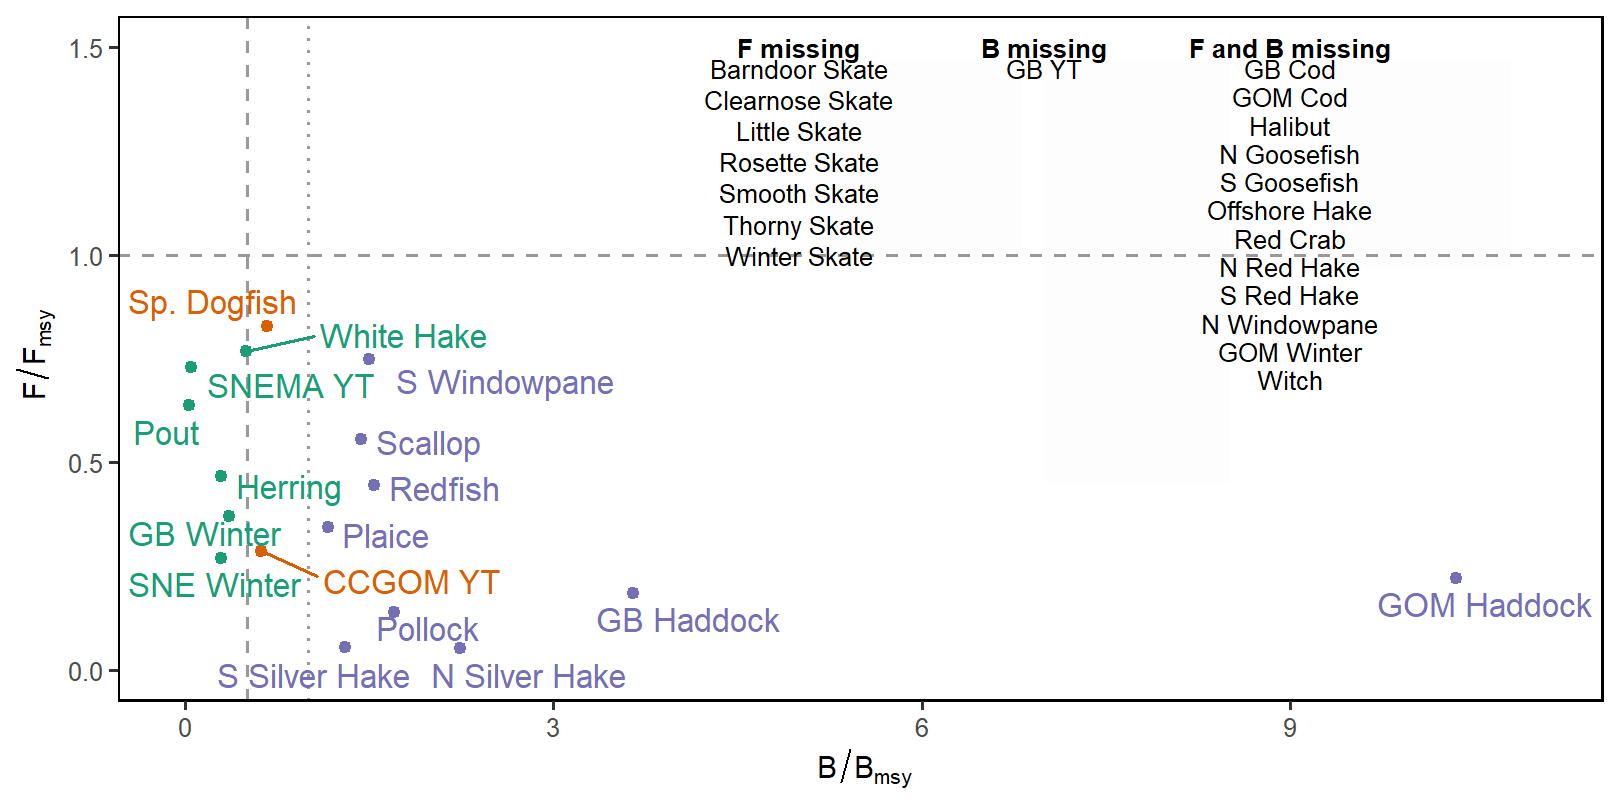 F missing
Barndoor Skate
Clearnose Skate
Little Skate
Rosette Skate
Smooth Skate
Thorny Skate
Winter Skate
B missing
GB YT
F and B missing
GB Cod
GOM Cod
Halibut
N Goosefish
S Goosefish
Offshore Hake
Red Crab
N Red Hake
S Red Hake
N Windowpane
GOM Winter
Witch
1.5
1.0
0.5
0.0
F/Fmsy
Sp. Dogfish
White Hake
SNEMA YT
S Windowpane
Pout
Scallop
Herring
Redfish
GB Winter
Plaice
SNE Winter
CCGOM YT
Pollock
GB Haddock
GOM Haddock
S Silver Hake
N Silver Hake
0
3
6
9
B/Bmsy